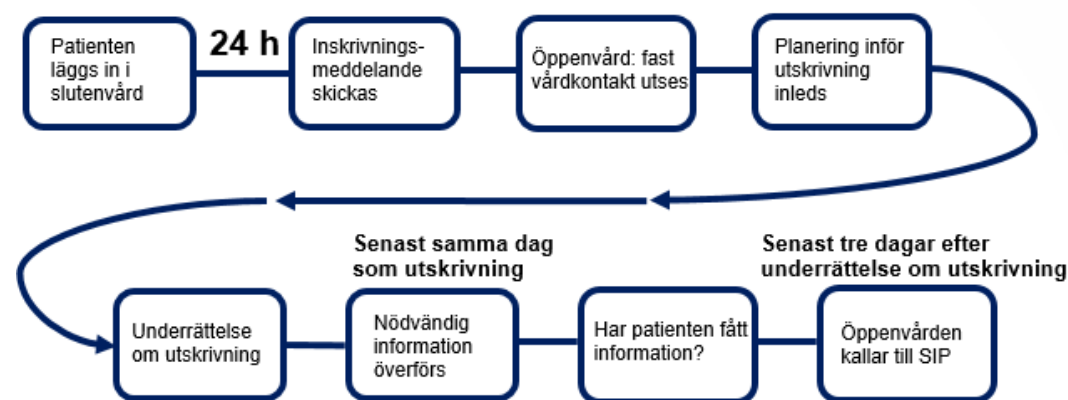 Patienten
läggs in i
slutenvård
24 h
Inskrivnings-
meddelande
skickas
Öppenvård: fast
vårdkontakt utses
Planering inför
utskrivning
inleds
Underrättelse
om utskrivning
Senast samma dag
som utskrivning
Nödvändig
information
överförs
Har patienten fått
information?
Senast tre dagar efter
underrättelse om utskrivning
Öppenvården
kallar till SIP